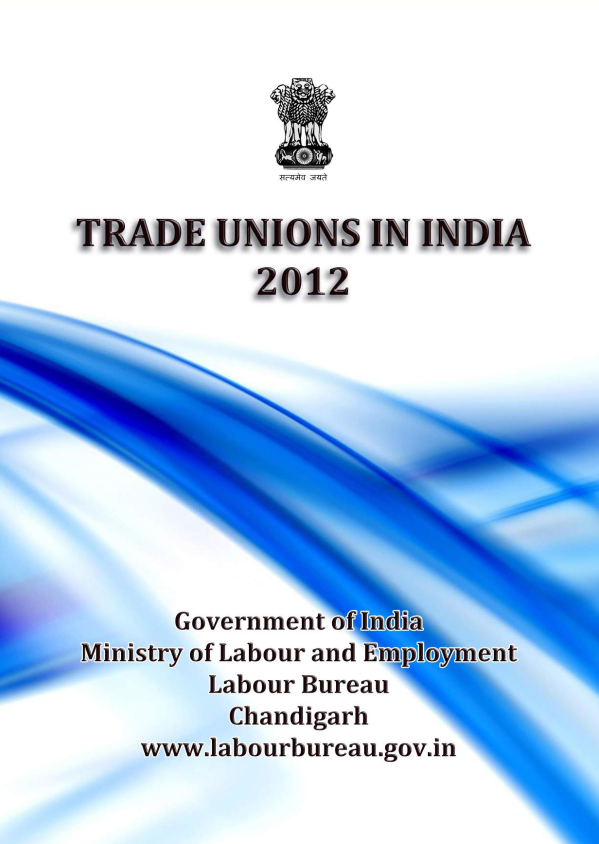 सत्यमेव जयते
TRADE UNIONS IN INDIA
2012
Government of India
Ministry of Labour and Employment
Labour Bureau
Chandigarh
www.labourbureau.gov.in